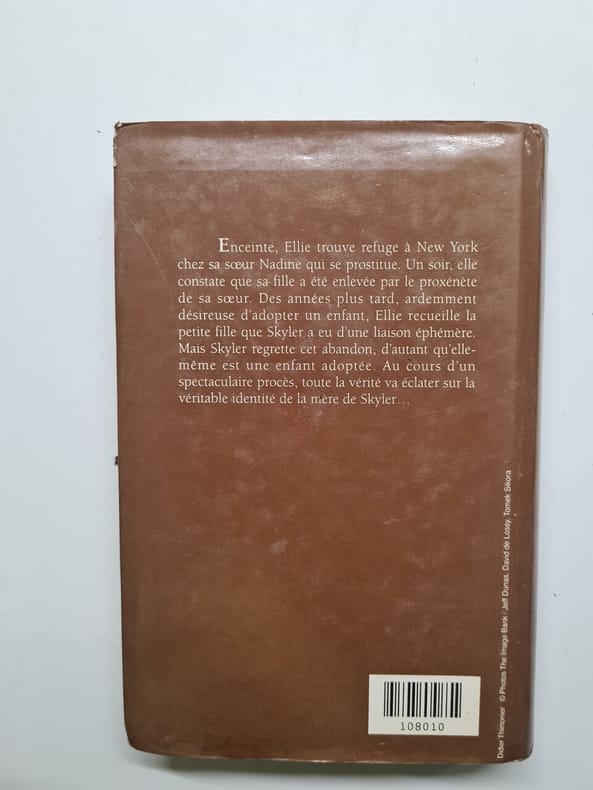 Enceinte, Ellie trouve refuge à New York
chez sa sœur Nadine qui se prostitue. Un soir, elle
constate que sa fille a été enlevée par le proxénète
de sa sœur. Des années plus tard, ardemment
désireuse d'adopter un enfant, Ellie recueille la
petite fille que Skyler a eu d'une liaison éphémère.
Mais Skyler regrette cet abandon, d'autant qu'elle-
même est une enfant adoptée. Au cours d'un
spectaculaire procès, toute la vérité va éclater sur la
véritable identité de la mère de Skyler...
Didier Thimonier © Photos The Image Bank / Jeff Dunas, David de Lossy, Tomek Sikora
108010